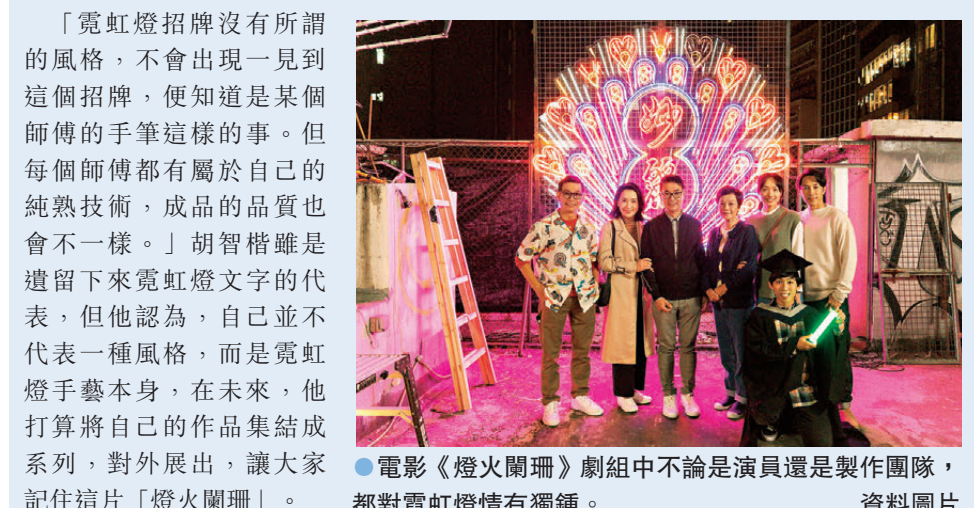 「霓虹燈招牌沒有所謂
的風格，不會出現一見到
這個招牌，便知道是某個
師傅的手筆這樣的事。但
每個師傅都有屬於自己的
純熟技術，成品的品質也
會不一樣。」胡智楷雖是
遺留下來霓虹燈文字的代
表，但他認為，自己並不
代表一種風格，而是霓虹
燈手藝本身，在未來，他
打算將自己的作品集結成
系列，對外展出，讓大家
記住這片「燈火闌珊」。
●電影《燈火闌珊》劇組中不論是演員還是製作團隊，
都對霓虹燈情有獨鍾。 資料圖片